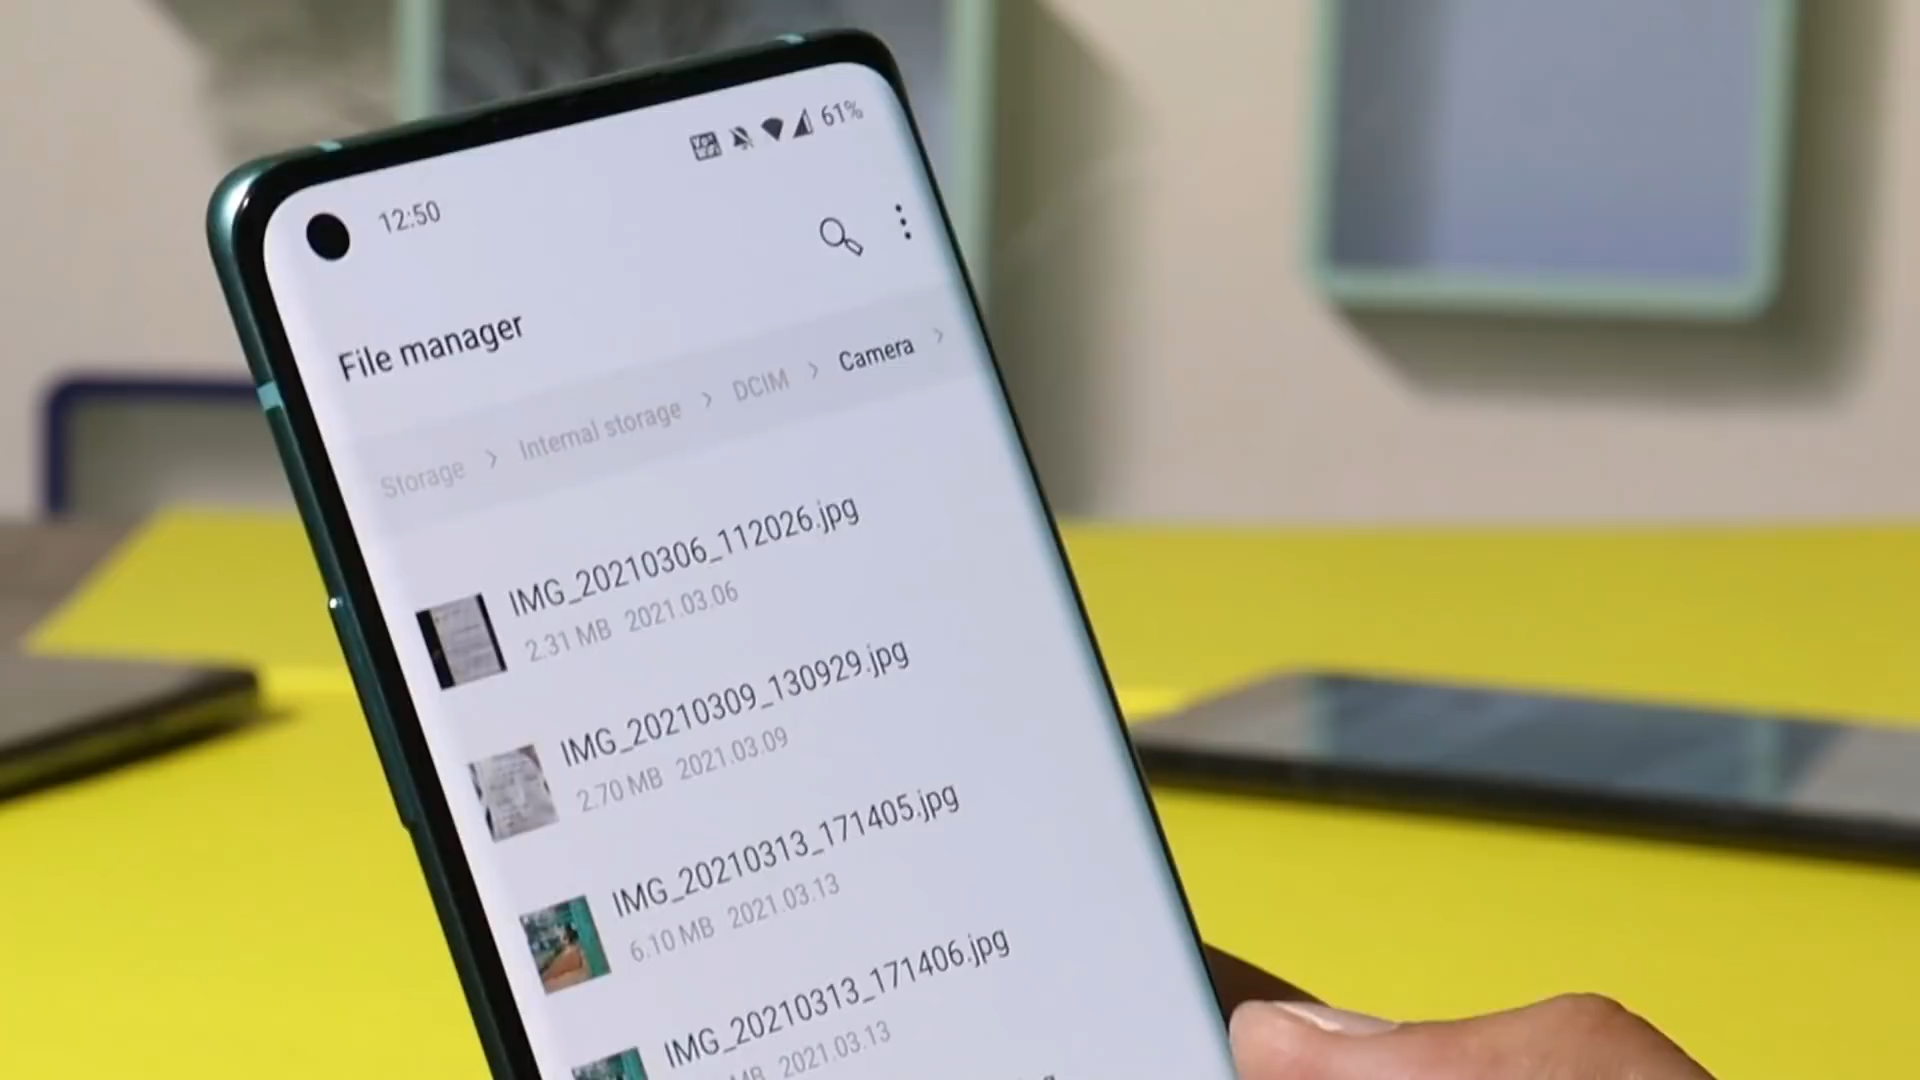 12:50
61%
File manager
Storage > Internal storage > DCIM > Camera >
IMG_20210306_112026.jpg
2.31 MB 2021.03.06
IMG_20210309_130929.jpg
2.70 MB 2021.03.09
IMG_20210313_171405.jpg
6.10 MB 2021.03.13
IMG_20210313_171406.jpg
MB 2021.03.13